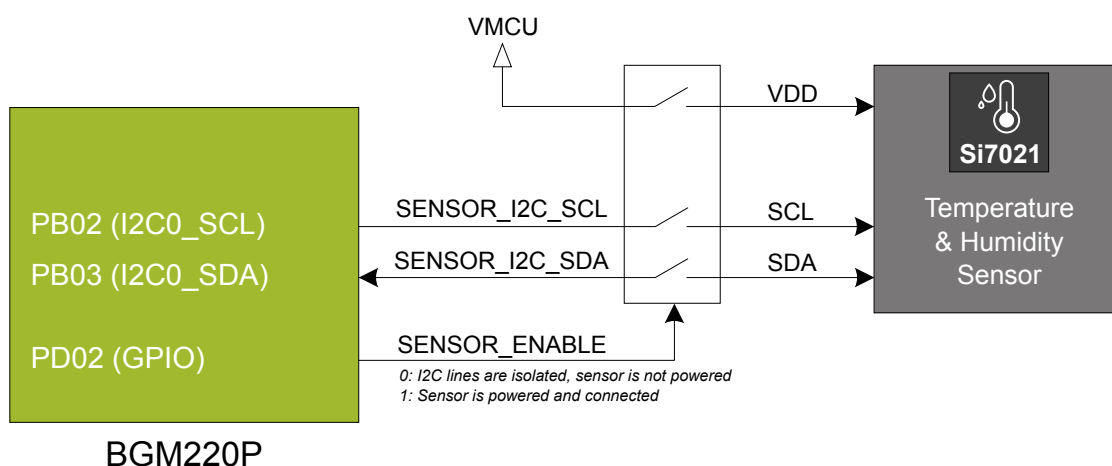 VMCU
VDD
Si7021
PB02 (I2C0_SCL)
SENSOR_I2C_SCL
SCL
Temperature
& Humidity
Sensor
PB03 (I2C0_SDA)
SENSOR_I2C_SDA
SDA
PD02 (GPIO)
SENSOR_ENABLE
0: I2C lines are isolated, sensor is not powered
1: Sensor is powered and connected
BGM220P